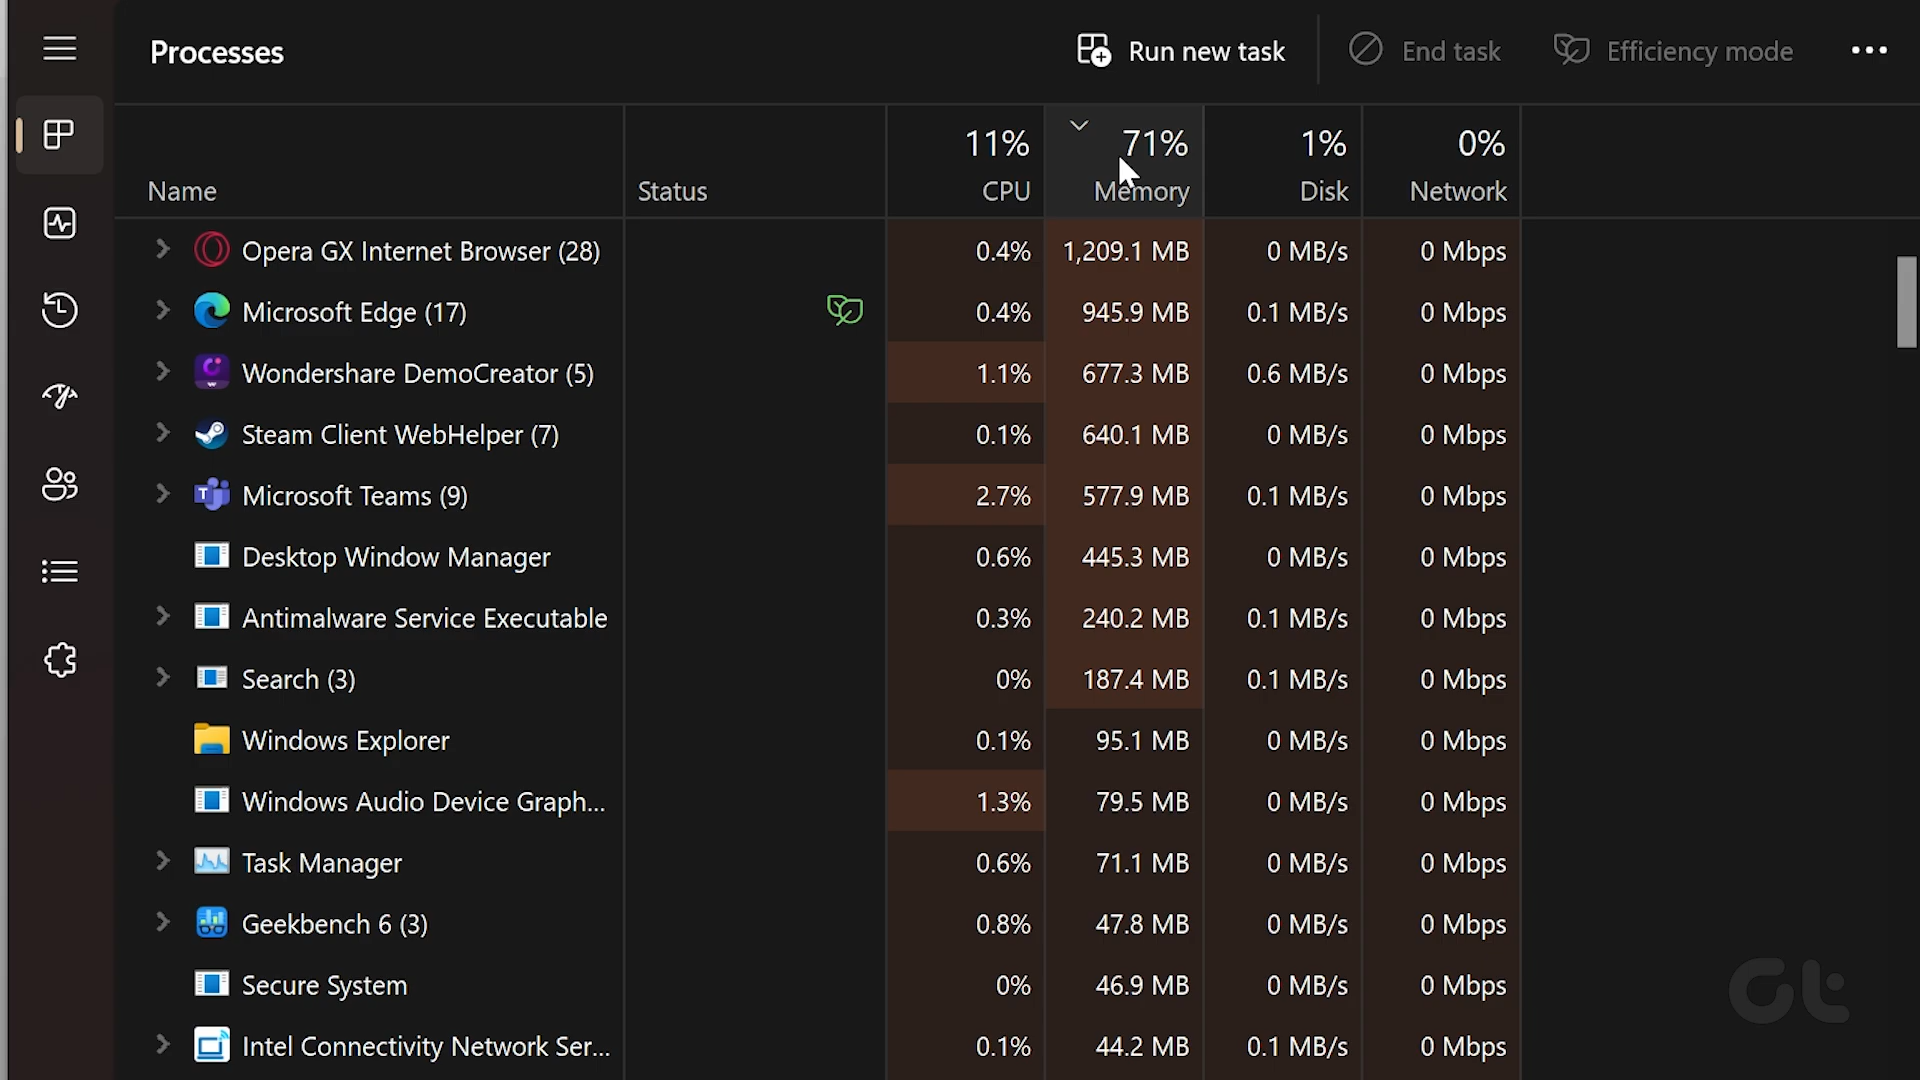 Processes
Run new task
End task
Efficiency mode
11% 71% 1% 0%
Name Status CPU Memory Disk Network
Opera GX Internet Browser (28) 0.4% 1,209.1 MB 0 MB/s 0 Mbps
Microsoft Edge (17) 0.4% 945.9 MB 0.1 MB/s 0 Mbps
Wondershare DemoCreator (5) 1.1% 677.3 MB 0.6 MB/s 0 Mbps
Steam Client WebHelper (7) 0.1% 640.1 MB 0 MB/s 0 Mbps
Microsoft Teams (9) 2.7% 577.9 MB 0.1 MB/s 0 Mbps
Desktop Window Manager 0.6% 445.3 MB 0 MB/s 0 Mbps
Antimalware Service Executable 0.3% 240.2 MB 0.1 MB/s 0 Mbps
Search (3) 0% 187.4 MB 0.1 MB/s 0 Mbps
Windows Explorer 0.1% 95.1 MB 0 MB/s 0 Mbps
Windows Audio Device Graph... 1.3% 79.5 MB 0 MB/s 0 Mbps
Task Manager 0.6% 71.1 MB 0 MB/s 0 Mbps
Geekbench 6 (3) 0.8% 47.8 MB 0 MB/s 0 Mbps
Secure System 0% 46.9 MB 0 MB/s 0 Mbps
Intel Connectivity Network Ser... 0.1% 44.2 MB 0.1 MB/s 0 Mbps
Gt